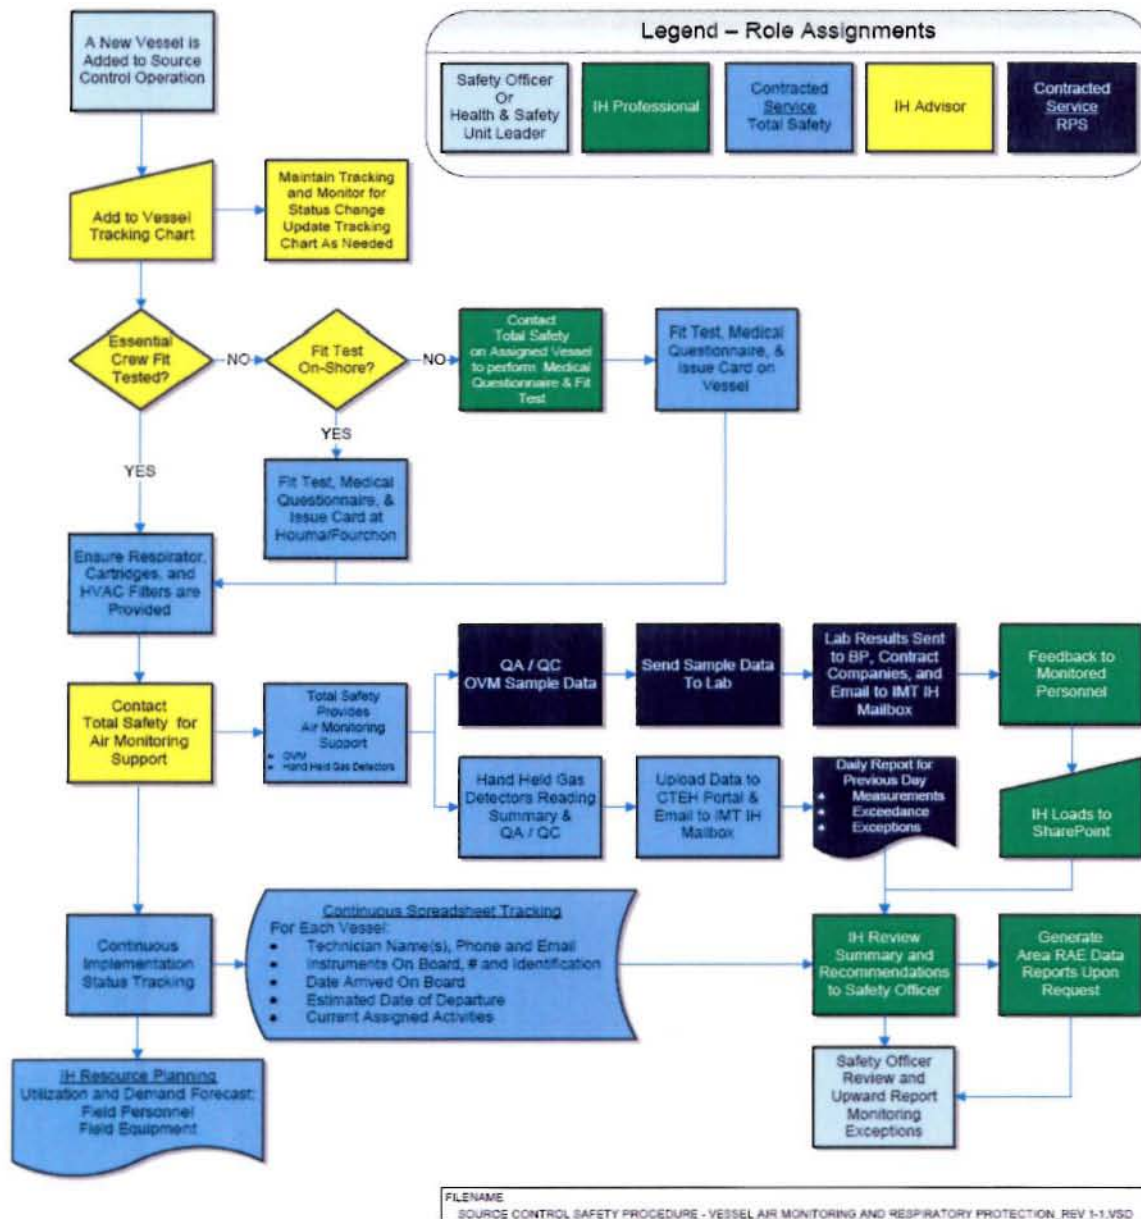 A New Vessel is
Added to Source
Control Operation
Legend – Role Assignments
Safety Officer
Or
Health & Safety
Unit Leader
IH Professional
Contracted
Service
Total Safety
IH Advisor
Contracted
Service
RPS
Add to Vessel
Tracking Chart
Maintain Tracking
and Monitor for
Status Change
Update Tracking
Chart As Needed
Essential
Crew Fit
Tested?
NO
Fit Test
On-Shore?
NO
Contact
Total Safety
on Assigned Vessel
to perform Medical
Questionnaire & Fit
Test
Fit Test, Medical
Questionnaire, &
Issue Card on
Vessel
YES
YES
Fit Test, Medical
Questionnaire, &
Issue Card at
Houma/Fourchon
Ensure Respirator,
Cartridges, and
HVAC Filters are
Provided
Contact
Total Safety for
Air Monitoring
Support
Total Safety
Provides
Air Monitoring
Support
• OVM
• Hand Held Gas Detectors
QA / QC
OVM Sample Data
Send Sample Data
To Lab
Lab Results Sent
to BP, Contract
Companies, and
Email to IMT IH
Mailbox
Feedback to
Monitored
Personnel
Hand Held Gas
Detectors Reading
Summary &
QA / QC
Upload Data to
CTEH Portal &
Email to IMT IH
Mailbox
Daily Report for
Previous Day
• Measurements
• Exceedance
• Exceptions
IH Loads to
SharePoint
Continuous
Implementation
Status Tracking
Continuous Spreadsheet Tracking
For Each Vessel:
• Technician Name(s), Phone and Email
• Instruments On Board, # and Identification
• Date Arrived On Board
• Estimated Date of Departure
• Current Assigned Activities
IH Review
Summary and
Recommendations
to Safety Officer
Generate
Area RAE Data
Reports Upon
Request
IH Resource Planning
Utilization and Demand Forecast:
Field Personnel
Field Equipment
Safety Officer
Review and
Upward Report
Monitoring
Exceptions
FILENAME
SOURCE CONTROL SAFETY PROCEDURE - VESSEL AIR MONITORING AND RESPIRATORY PROTECTION REV 1-1.VSD